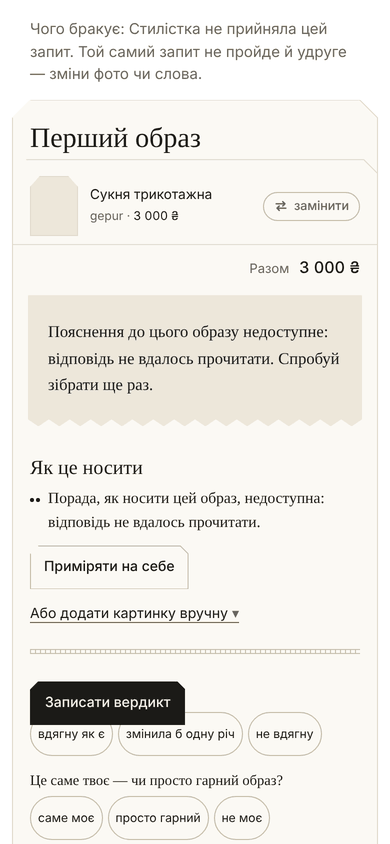 Чого бракує: Стилістка не прийняла цей
запит. Той самий запит не пройде й удруге
— зміни фото чи слова.
Перший образ
Сукня трикотажна
gepur · 3 000 ₴
⇄ замінити
Разом 3 000 ₴
Пояснення до цього образу недоступне:
відповідь не вдалось прочитати. Спробуй
зібрати ще раз.
Як це носити
Порада, як носити цей образ, недоступна:
відповідь не вдалось прочитати.
Приміряти на себе
Або додати картинку вручну ▾
Записати вердикт
вдягну як є
змінила б одну річ
не вдягну
Це саме твоє — чи просто гарний образ?
саме моє
просто гарний
не моє